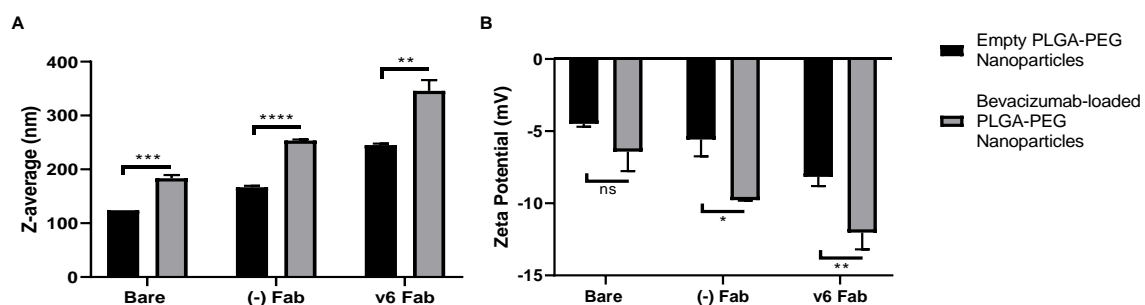 A
Z-average (nm)
400
300
200
100
0
***
****
**
Bare
(-) Fab
v6 Fab
B
Zeta Potential (mV)
0
-5
-10
-15
ns
*
**
Bare
(-) Fab
v6 Fab
Empty PLGA-PEG
Nanoparticles
Bevacizumab-loaded
PLGA-PEG
Nanoparticles